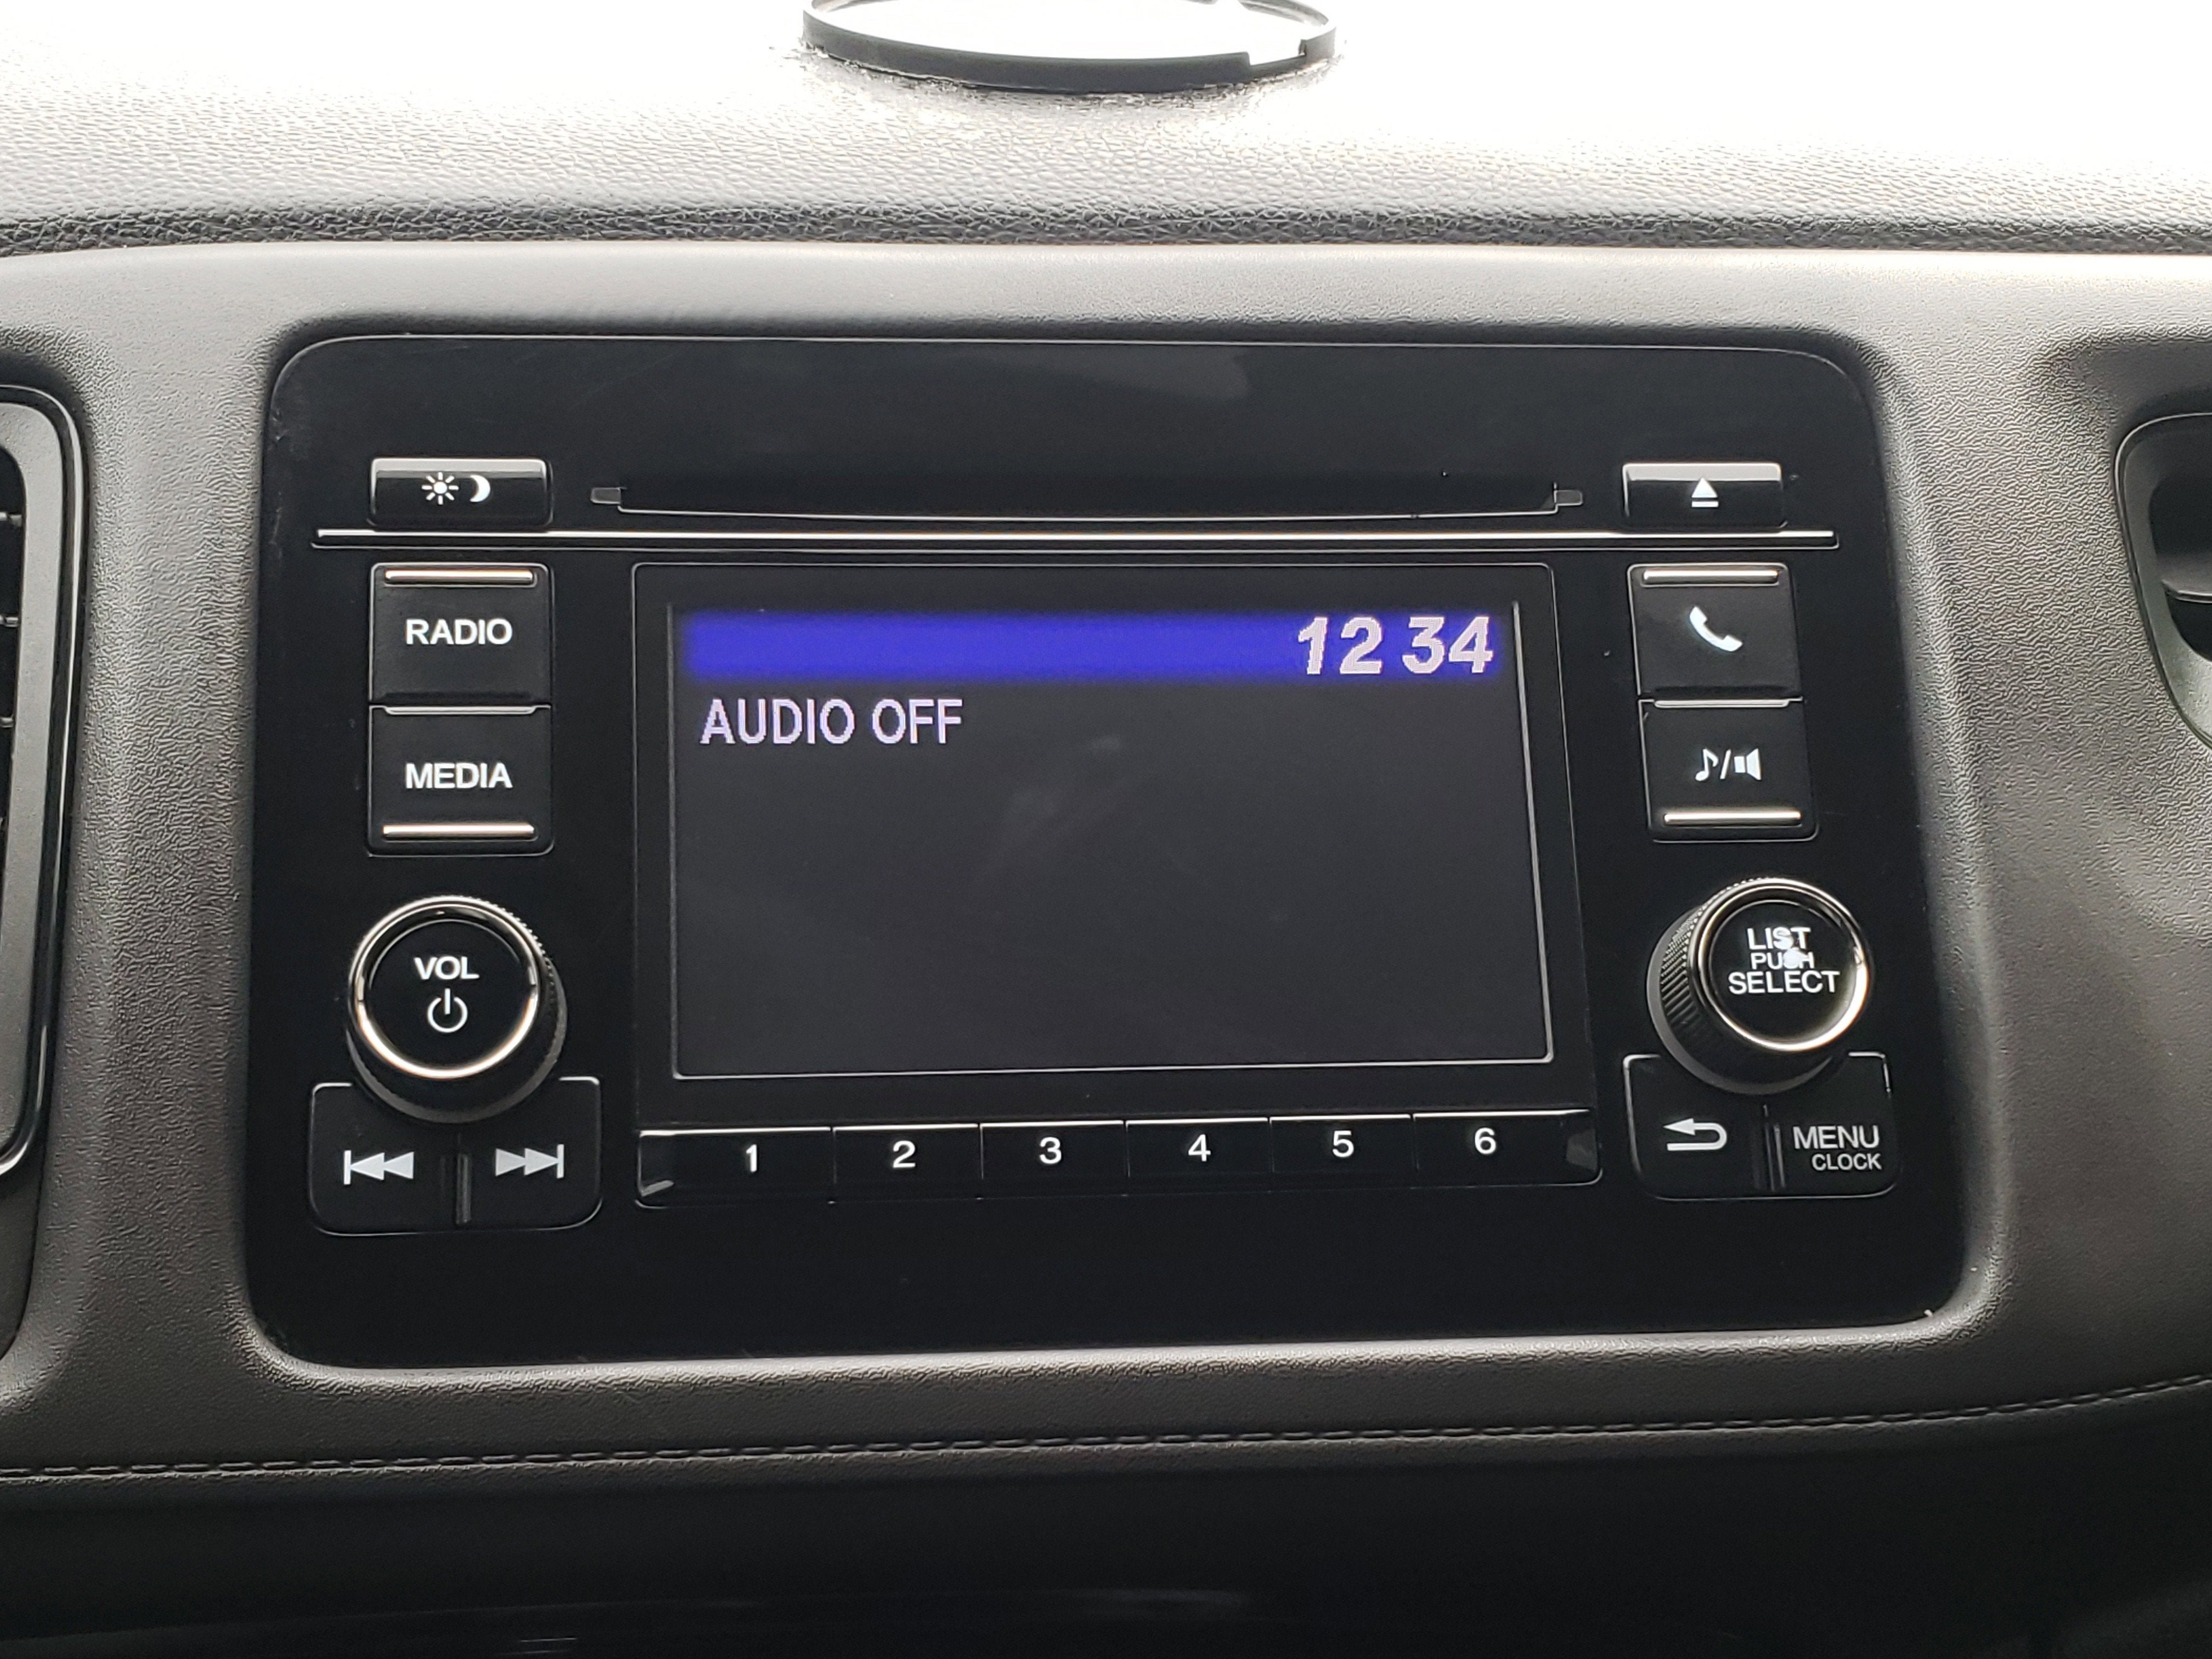 RADIO
12 34
AUDIO OFF
MEDIA
VOL
LIST
PUSH
SELECT
1 2 3 4 5 6
MENU
CLOCK